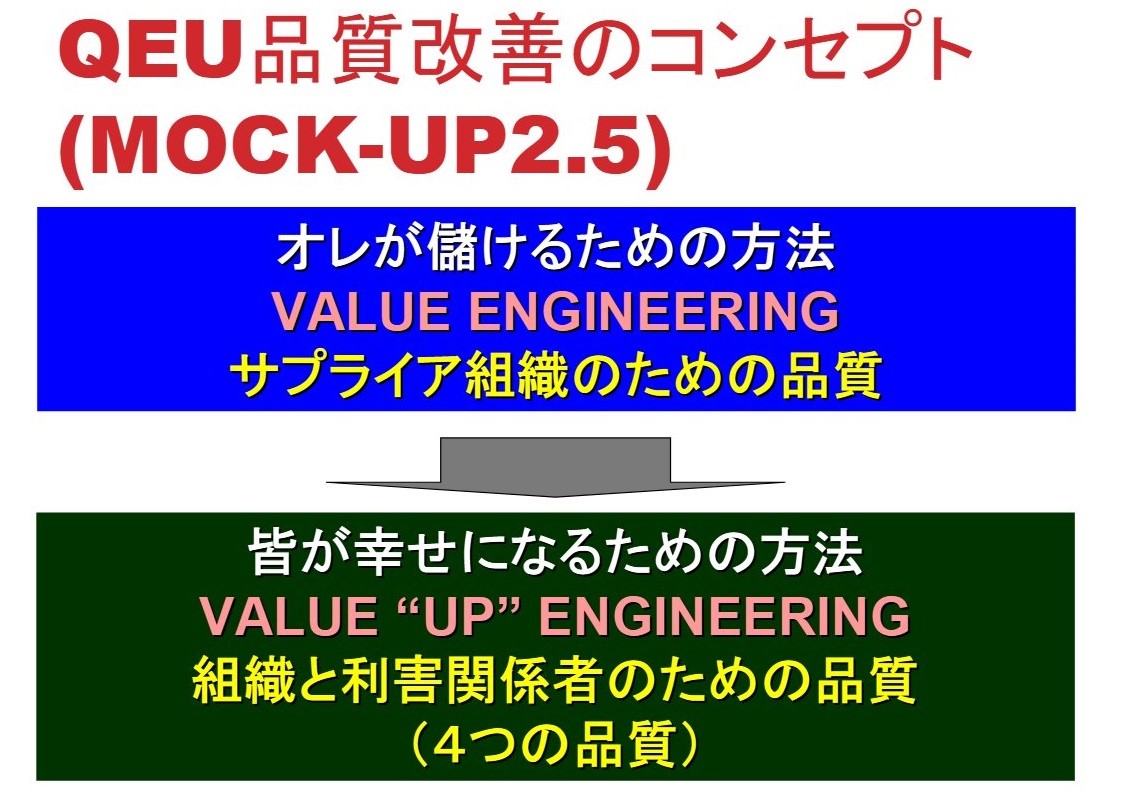 QEU品質改善のコンセプト
(MOCK-UP2.5)
オレが儲けるための方法
VALUE ENGINEERING
サプライア組織のための品質
皆が幸せになるための方法
VALUE “UP” ENGINEERING
組織と利害関係者のための品質
（４つの品質）